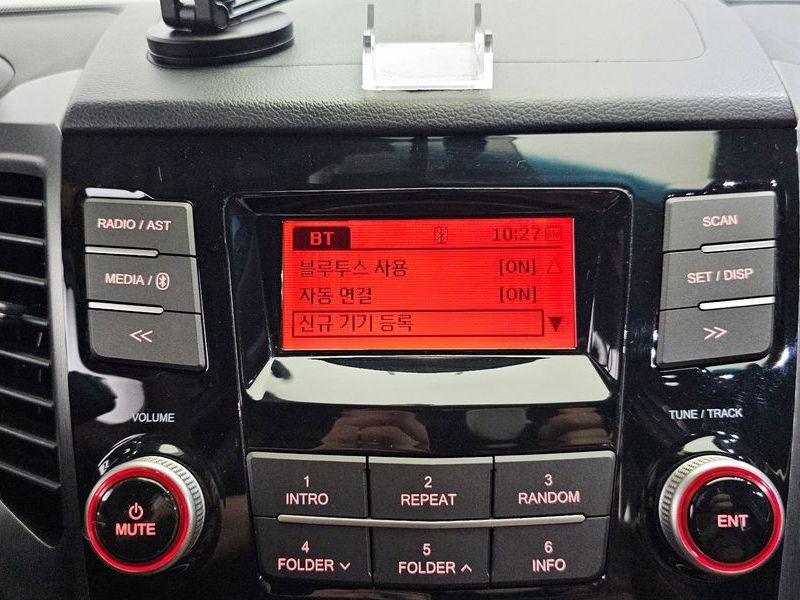 RADIO / AST
MEDIA /
<<
VOLUME
MUTE
BT 10:27
블루투스 사용 [ON]
자동 연결 [ON]
신규 기기 등록
SCAN
SET / DISP
>>
TUNE / TRACK
ENT
1 INTRO
2 REPEAT
3 RANDOM
4 FOLDER
5 FOLDER
6 INFO